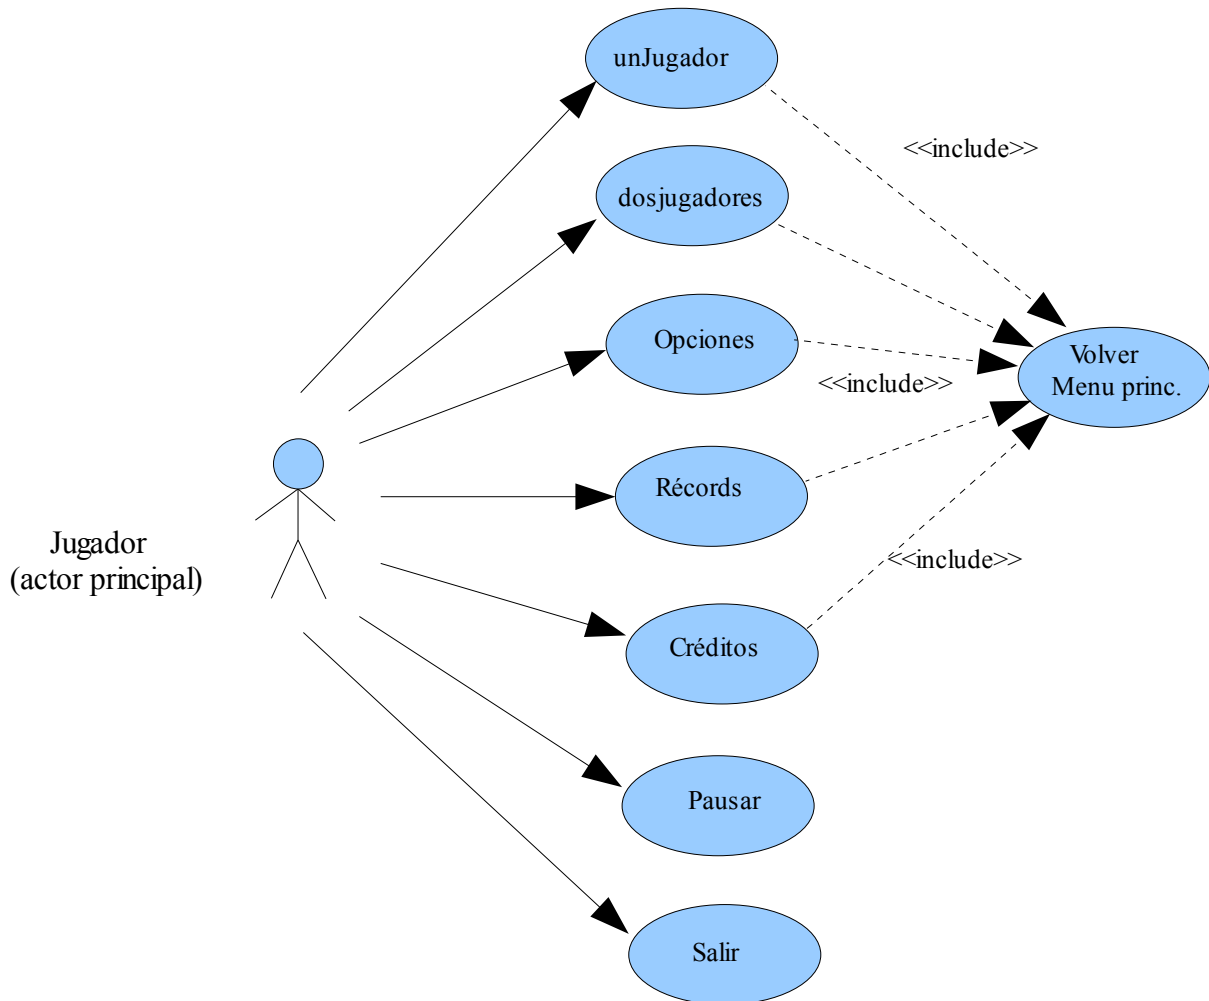 unJugador
<<include>>
dosjugadores
Opciones
Volver
Menu princ.
<<include>>
Récords
Jugador
(actor principal)
<<include>>
Créditos
Pausar
Salir